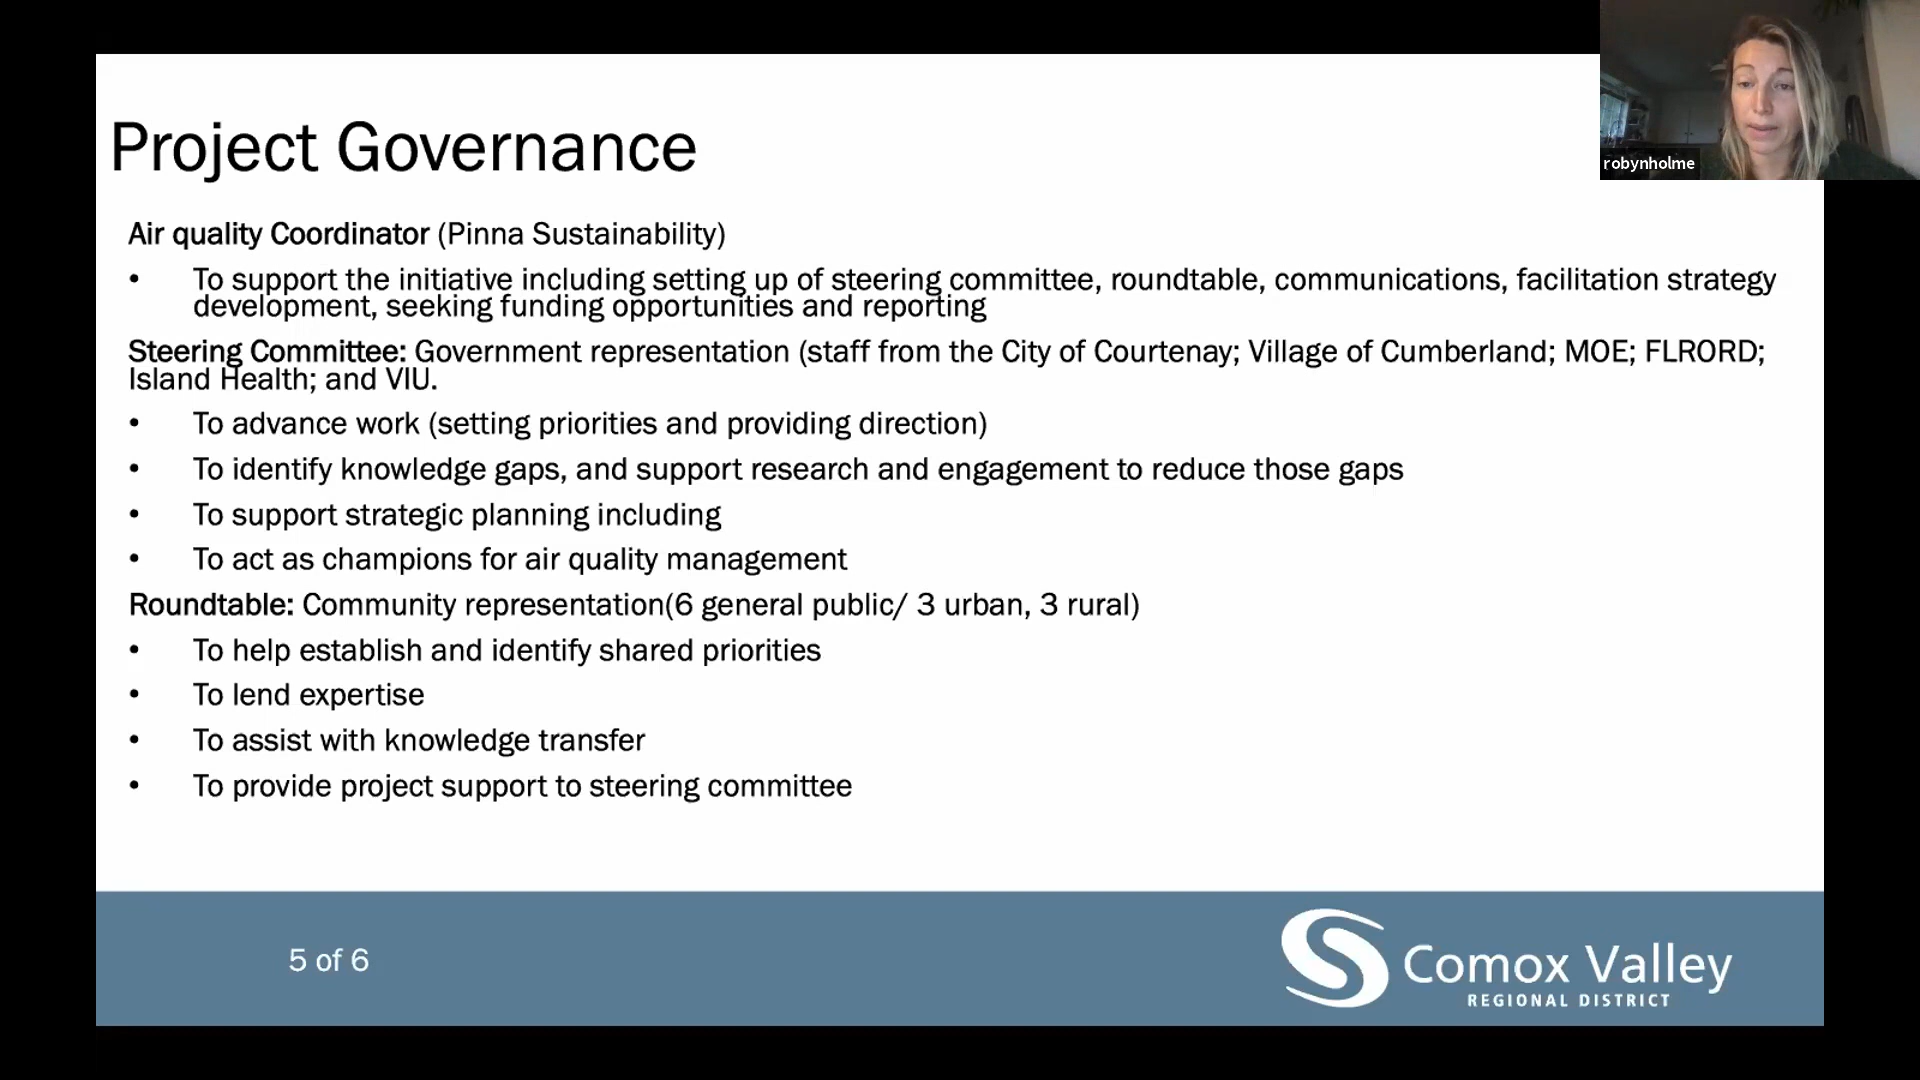 robynholme
Project Governance
Air quality Coordinator (Pinna Sustainability)
• To support the initiative including setting up of steering committee, roundtable, communications, facilitation strategy
development, seeking funding opportunities and reporting
Steering Committee: Government representation (staff from the City of Courtenay; Village of Cumberland; MOE; FLRORD;
Island Health; and VIU.
• To advance work (setting priorities and providing direction)
• To identify knowledge gaps, and support research and engagement to reduce those gaps
• To support strategic planning including
• To act as champions for air quality management
Roundtable: Community representation(6 general public/ 3 urban, 3 rural)
• To help establish and identify shared priorities
• To lend expertise
• To assist with knowledge transfer
• To provide project support to steering committee
5 of 6
Comox Valley
REGIONAL DISTRICT